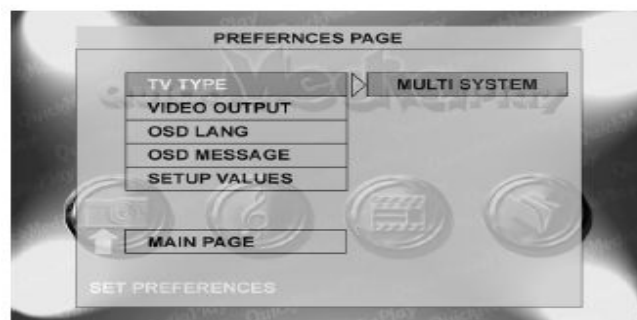 PREFERNCES PAGE
TV TYPE
MULTI SYSTEM
VIDEO OUTPUT
OSD LANG
OSD MESSAGE
SETUP VALUES
MAIN PAGE
SET PREFERENCES